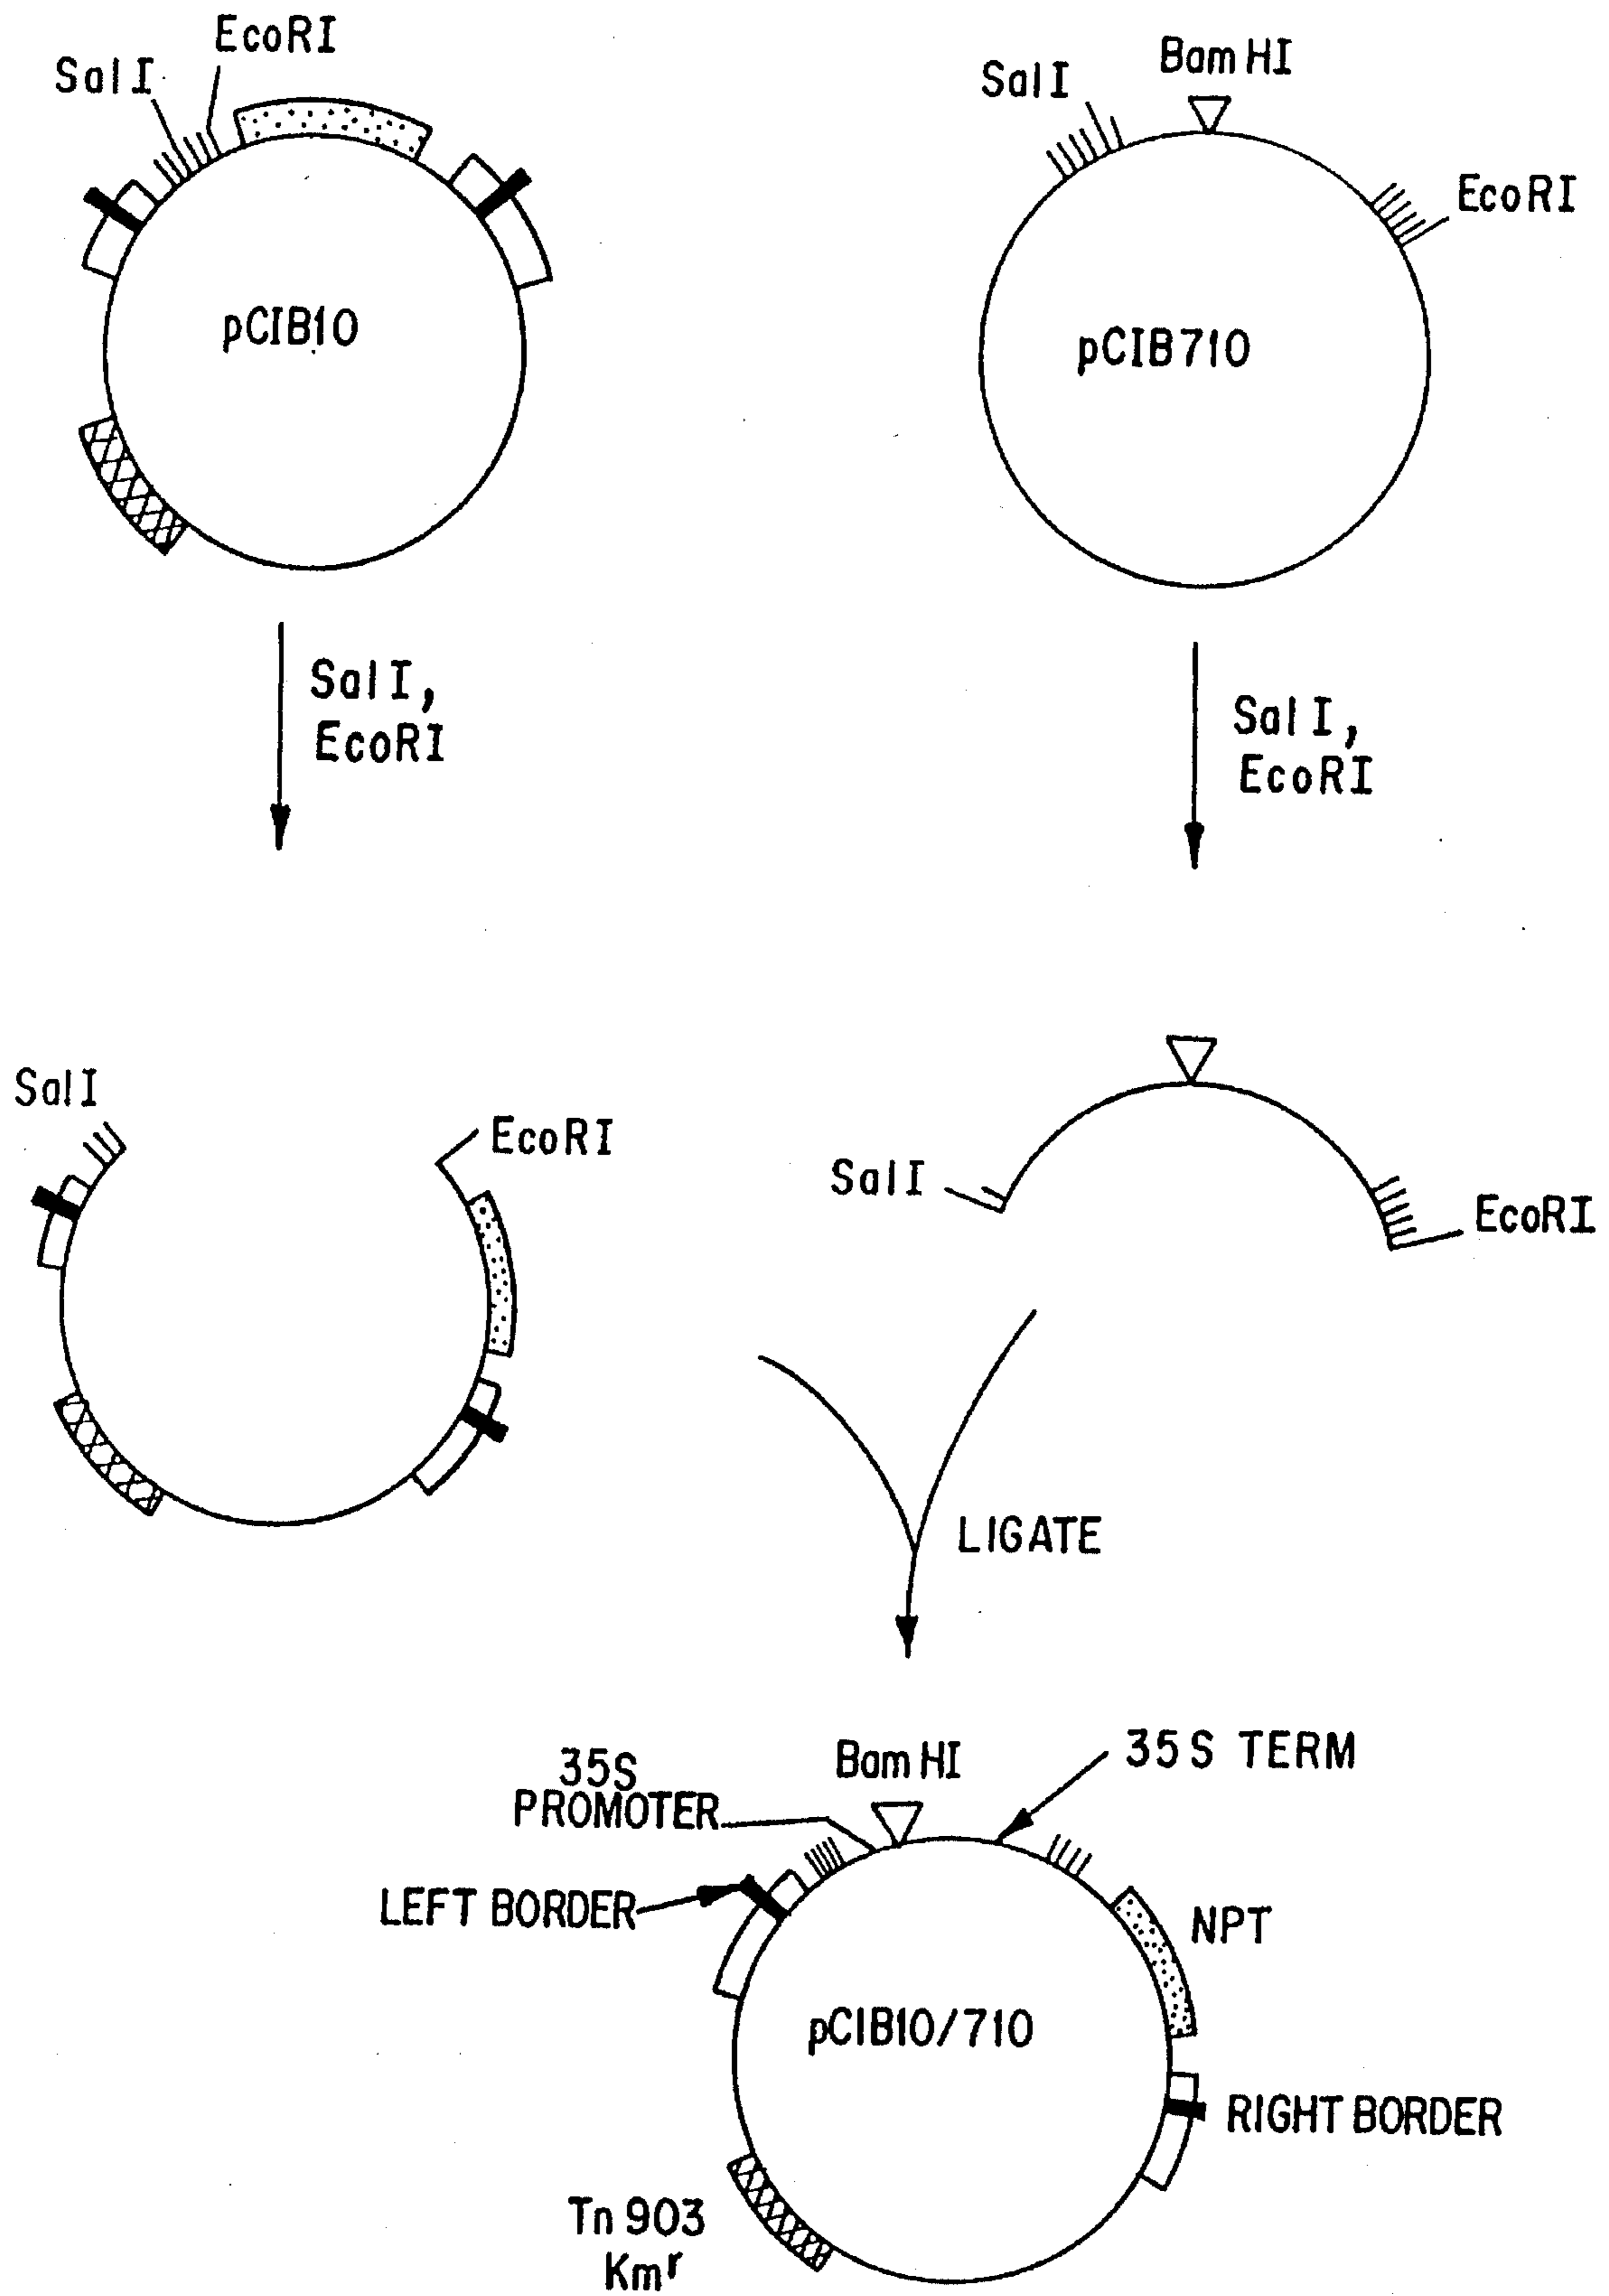 EcoRI
SalI
BamHI
SalI
EcoRI
pCIB10
pCIB710
SalI,
EcoRI
SalI,
EcoRI
SalI
EcoRI
SalI
EcoRI
LIGATE
35S
PROMOTER
BamHI
35S TERM
LEFT BORDER
NPT
pCIB10/710
RIGHT BORDER
Tn 903
Kmʳ